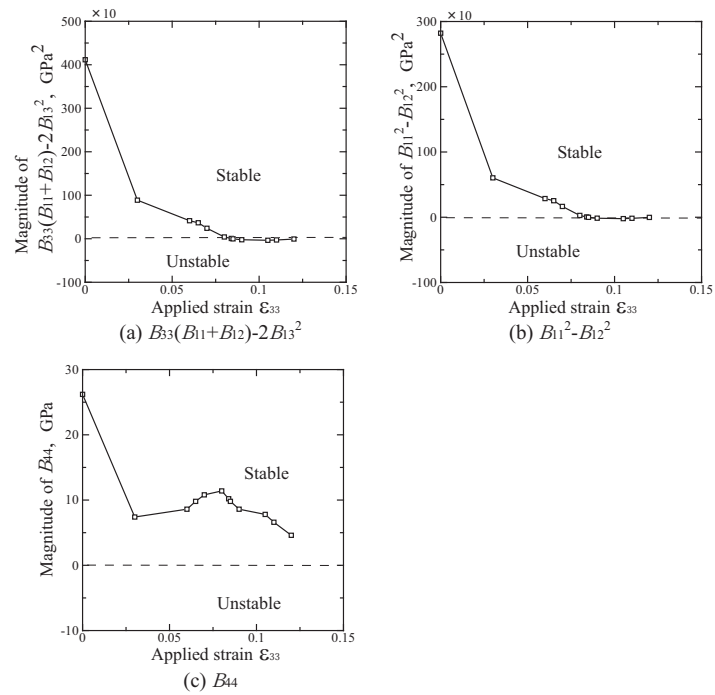 ×10
500
400
300
200
100
0
-100
Magnitude of
B₃₃(B₁₁+B₁₂)-2B₁₃², GPa²
Stable
Unstable
0 0.05 0.1 0.15
Applied strain ε₃₃
(a) B₃₃(B₁₁+B₁₂)-2B₁₃²
300 ×10
200
100
0
-100
Magnitude of B₁₁²-B₁₂², GPa²
Stable
Unstable
0 0.05 0.1 0.15
Applied strain ε₃₃
(b) B₁₁²-B₁₂²
30
20
10
0
-10
Magnitude of B₄₄, GPa
Stable
Unstable
0 0.05 0.1 0.15
Applied strain ε₃₃
(c) B₄₄